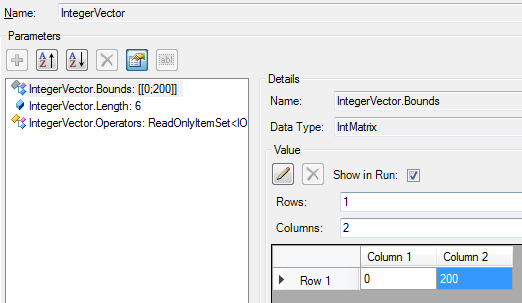 Name: IntegerVector
Parameters
IntegerVector.Bounds: [[0;200]]
IntegerVector.Length: 6
IntegerVector.Operators: ReadOnlyItemSet<IO
Details
Name: IntegerVector.Bounds
Data Type: IntMatrix
Value
Show in Run:
Rows: 1
Columns: 2
Column 1 Column 2
Row 1 0 200